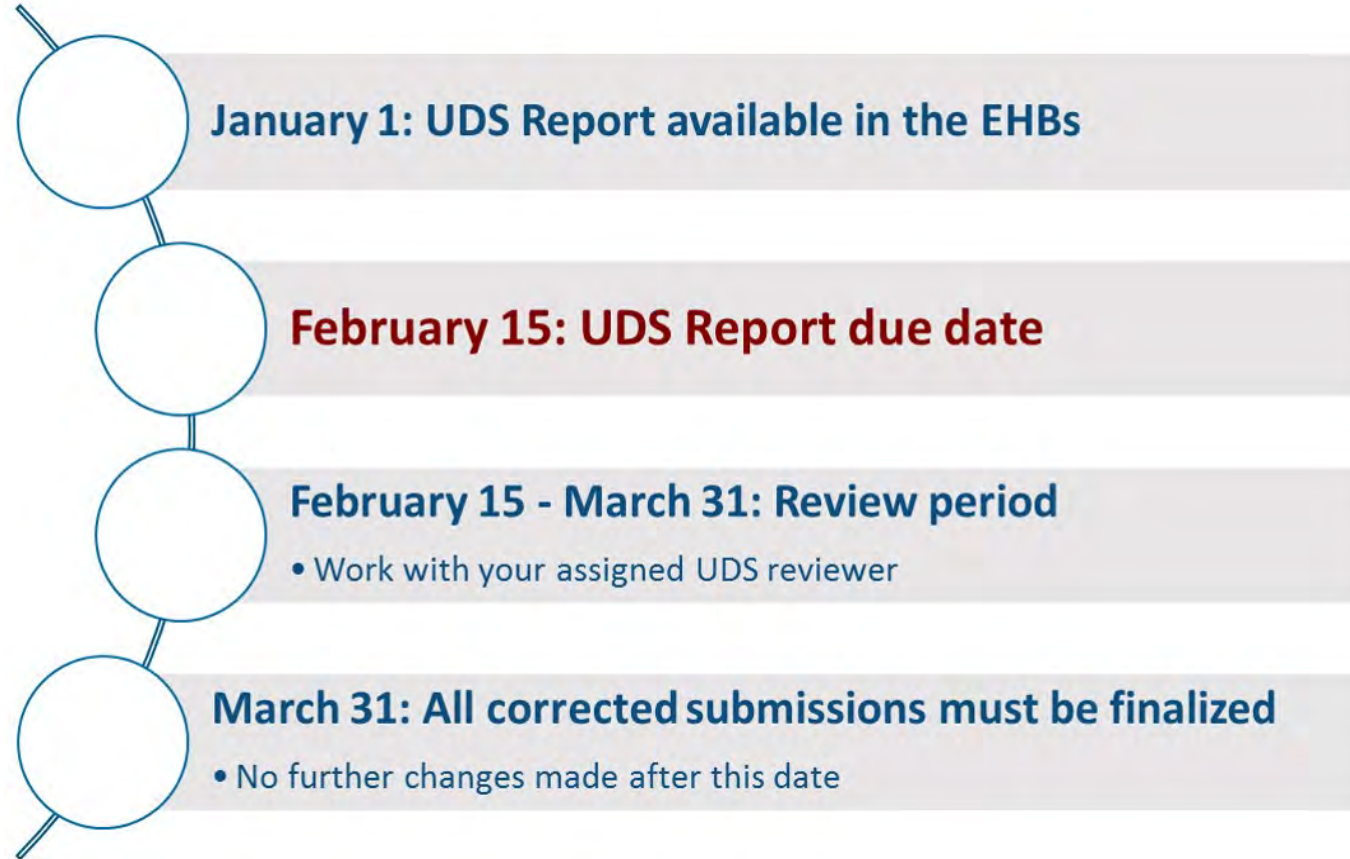 January 1: UDS Report available in the EHBs
February 15: UDS Report due date
February 15 - March 31: Review period
• Work with your assigned UDS reviewer
March 31: All corrected submissions must be finalized
• No further changes made after this date